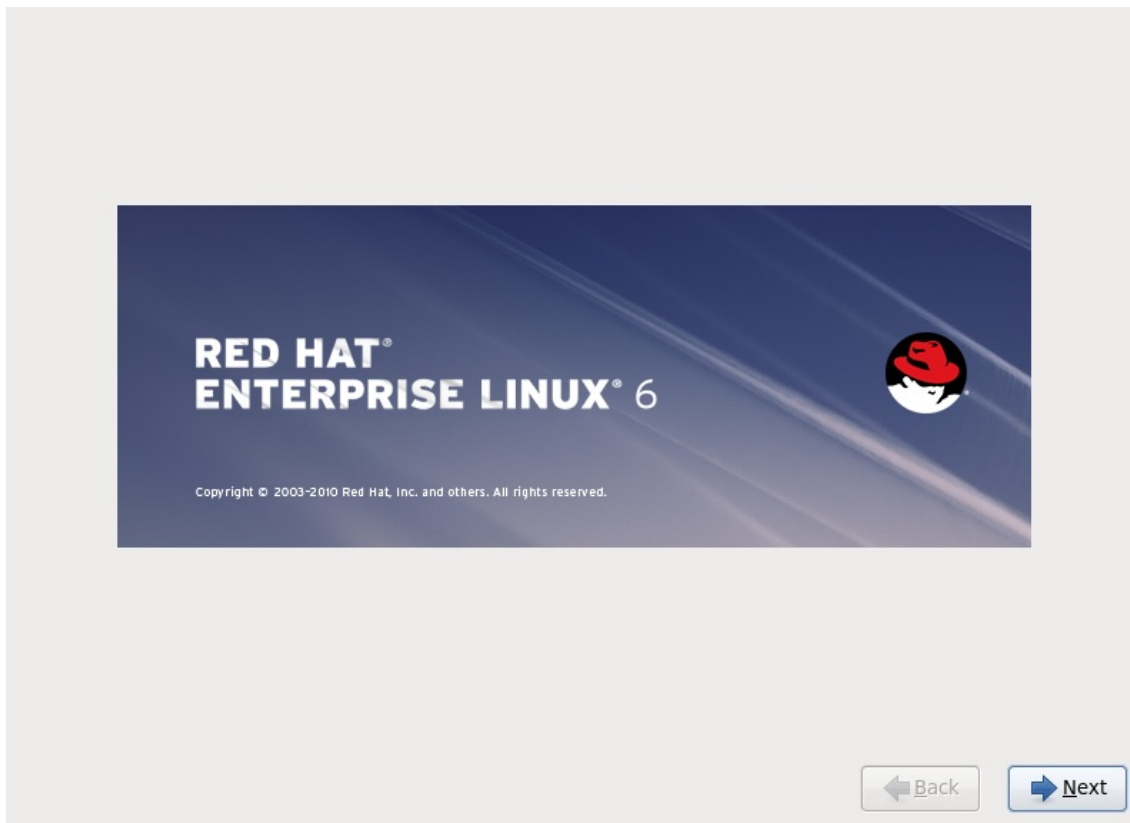 RED HAT®
ENTERPRISE LINUX® 6
Copyright © 2003-2010 Red Hat, Inc. and others. All rights reserved.
Back
Next